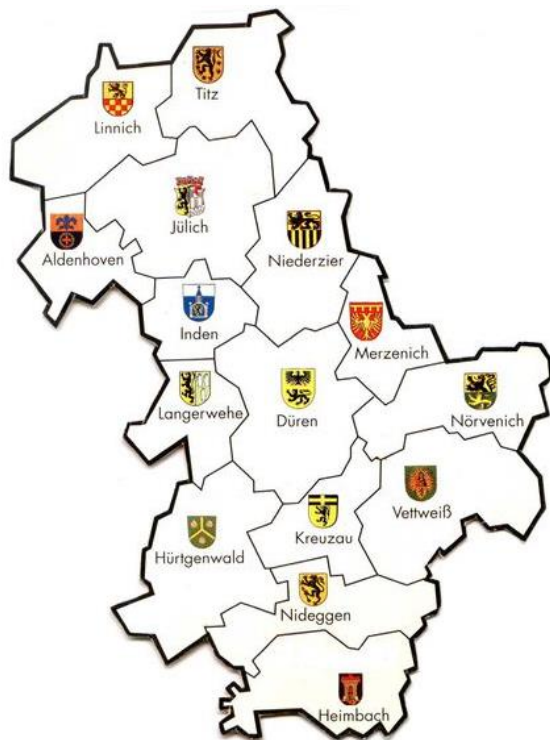 Titz
Linnich
Jülich
Aldenhoven
Niederzier
Inden
Merzenich
Langerwehe
Düren
Nörvenich
Vettweiß
Kreuzau
Hürtgenwald
Nideggen
Heimbach